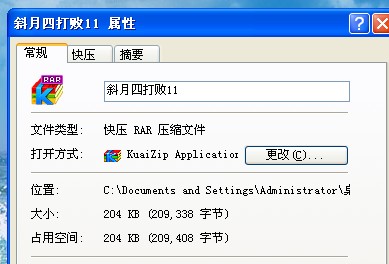 斜月四打败11 属性
常规 快压 摘要
RAR
K
斜月四打败11
文件类型: 快压 RAR 压缩文件
打开方式: KuaiZip Application 更改(C)...
位置: C:\Documents and Settings\Administrator\桌
大小: 204 KB (209,338 字节)
占用空间: 204 KB (209,408 字节)